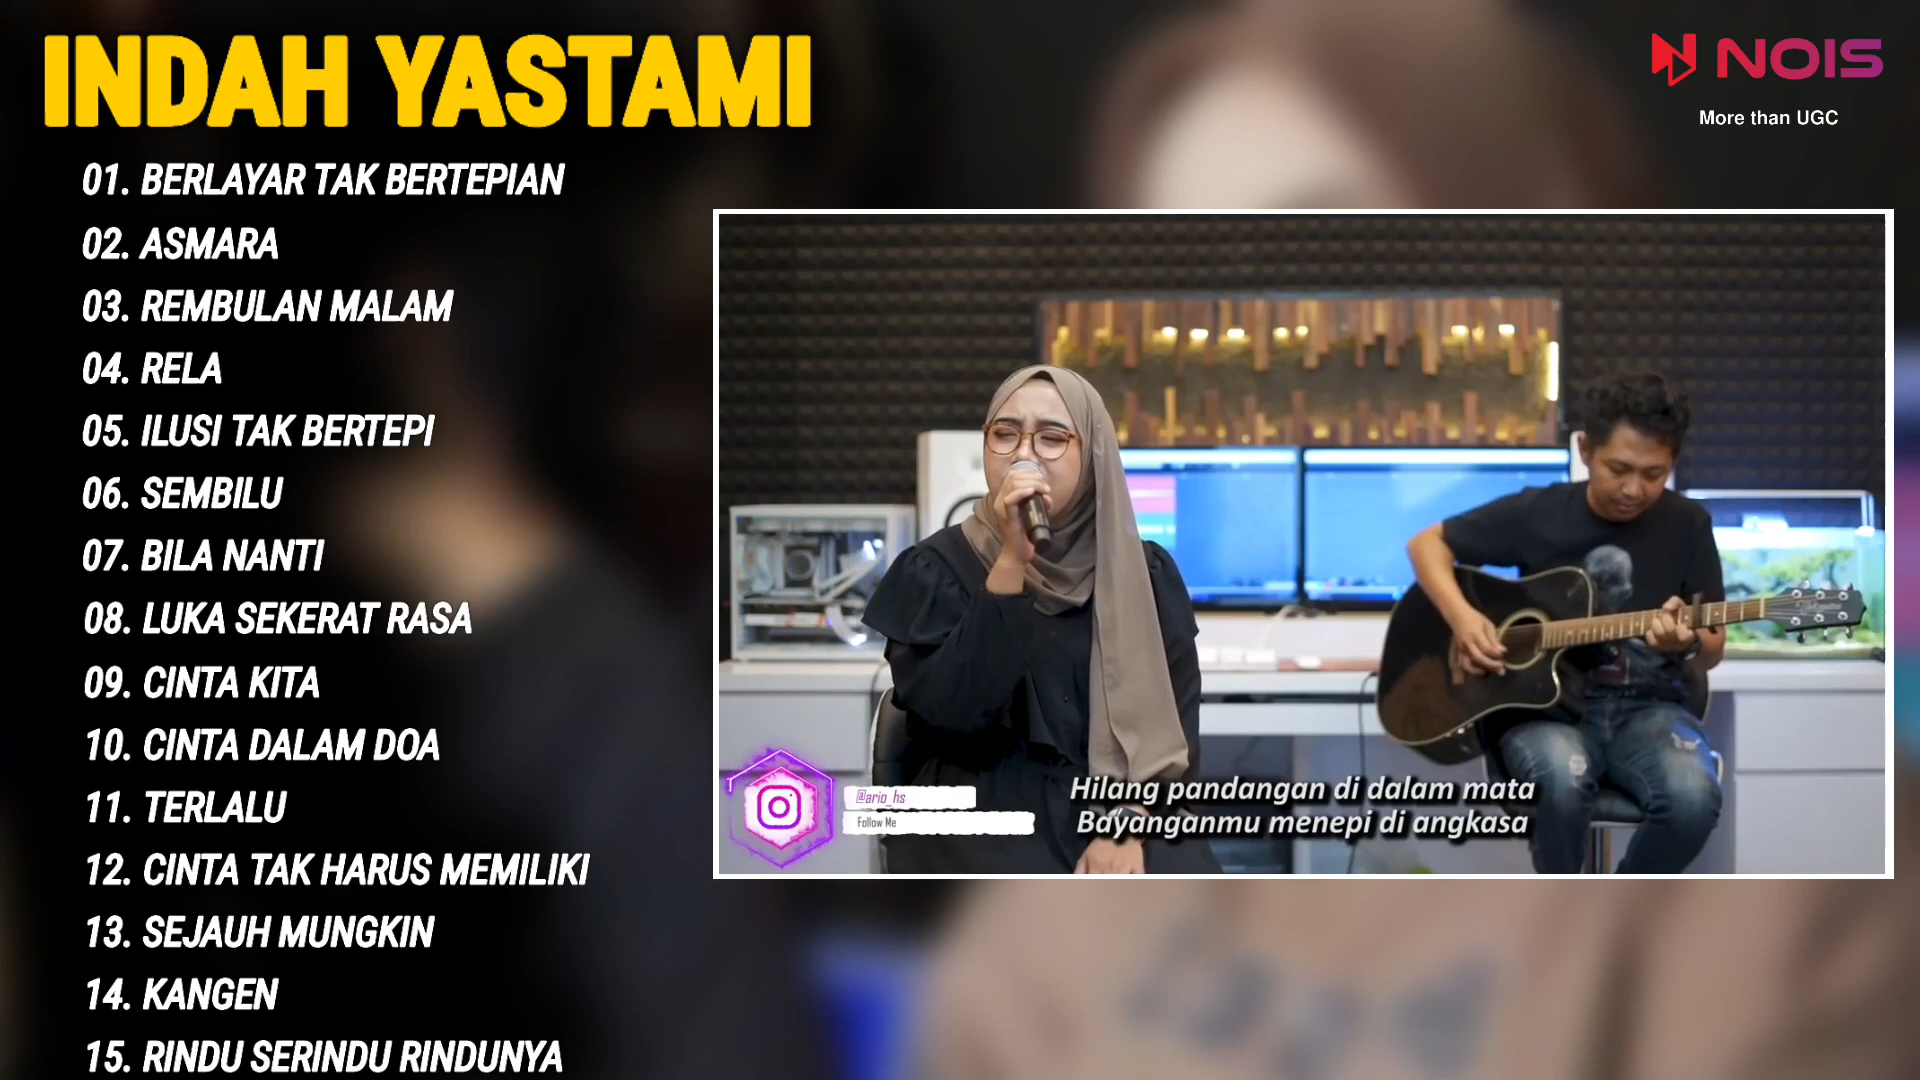 INDAH YASTAMI
NOIS
More than UGC
01. BERLAYAR TAK BERTEPIAN
02. ASMARA
03. REMBULAN MALAM
04. RELA
05. ILUSI TAK BERTEPI
06. SEMBILU
07. BILA NANTI
08. LUKA SEKERAT RASA
09. CINTA KITA
10. CINTA DALAM DOA
11. TERLALU
12. CINTA TAK HARUS MEMILIKI
13. SEJAUH MUNGKIN
14. KANGEN
15. RINDU SERINDU RINDUNYA
@ario_hs
Follow Me
Hilang pandangan di dalam mata
Bayanganmu menepi di angkasa